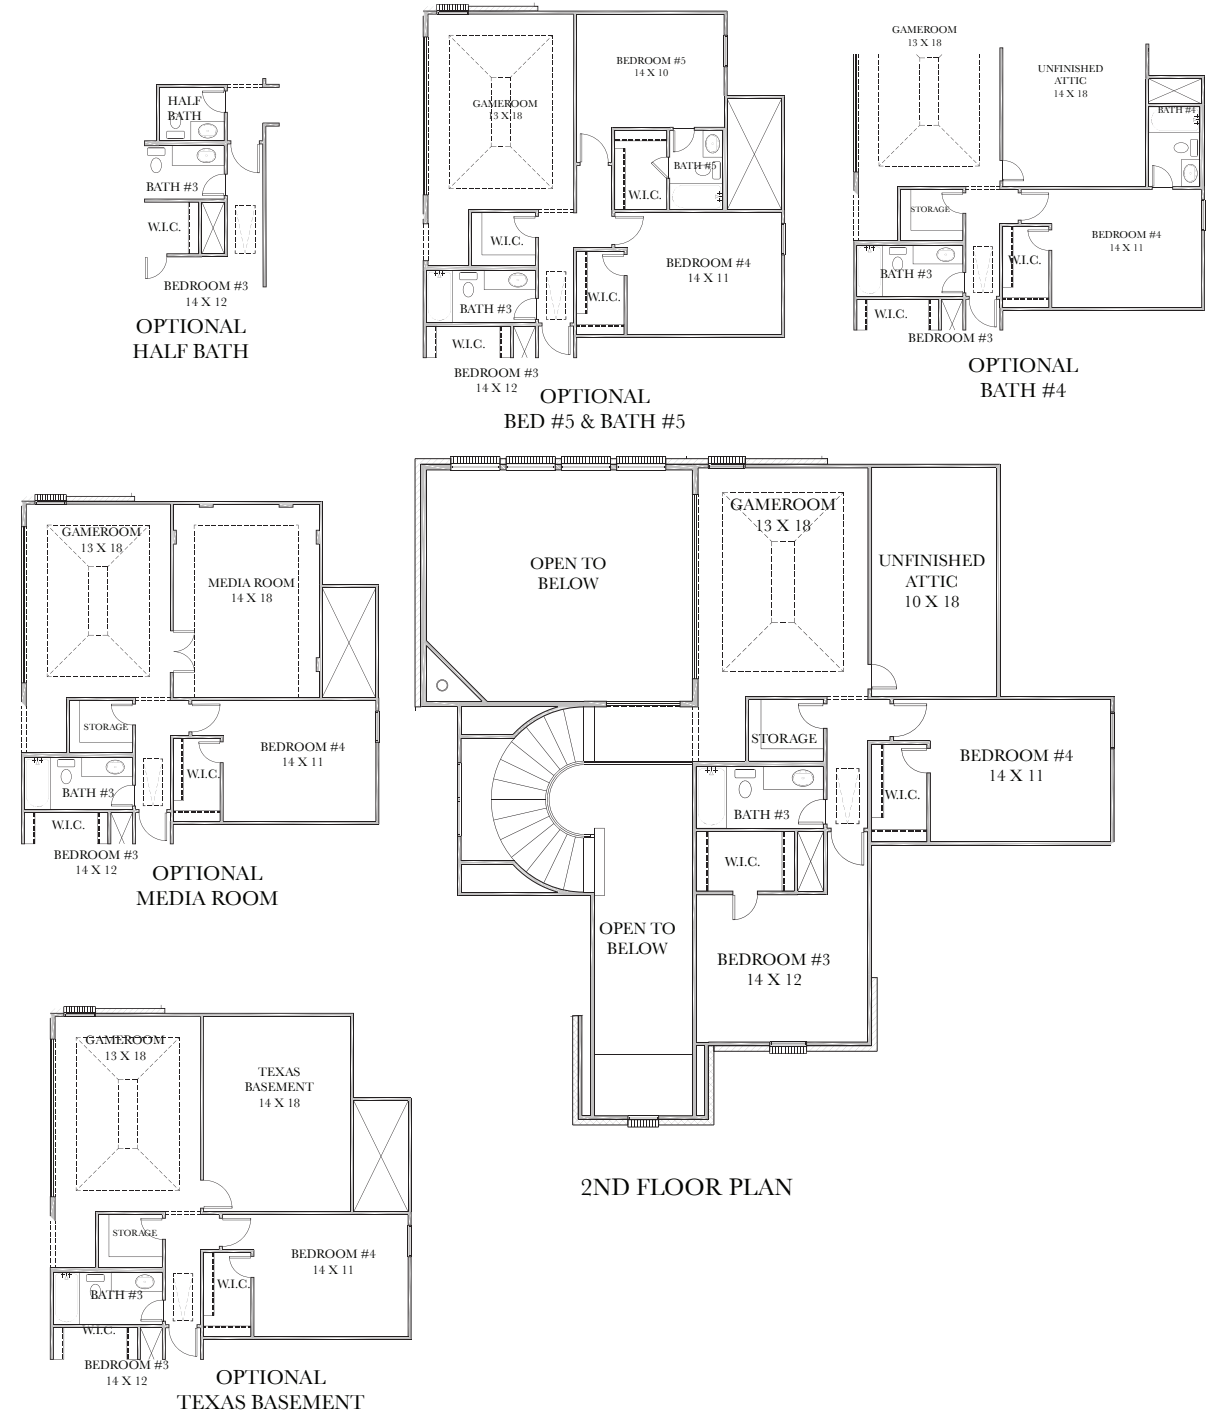 HALF
BATH
BATH #3
W.I.C.
BEDROOM #3
14 X 12
OPTIONAL
HALF BATH
BEDROOM #5
14 X 10
GAMEROOM
13 X 18
BATH #5
W.I.C.
W.I.C.
BEDROOM #4
14 X 11
W.I.C.
BATH #3
W.I.C.
BEDROOM #3
14 X 12
OPTIONAL
BED #5 & BATH #5
GAMEROOM
13 X 18
UNFINISHED
ATTIC
14 X 18
BATH #4
STORAGE
BEDROOM #4
14 X 11
W.I.C.
BATH #3
W.I.C.
BEDROOM #3
OPTIONAL
BATH #4
GAMEROOM
13 X 18
MEDIA ROOM
14 X 18
STORAGE
BEDROOM #4
14 X 11
W.I.C.
BATH #3
W.I.C.
BEDROOM #3
14 X 12
OPTIONAL
MEDIA ROOM
OPEN TO
BELOW
GAMEROOM
13 X 18
UNFINISHED
ATTIC
10 X 18
STORAGE
BEDROOM #4
14 X 11
W.I.C.
BATH #3
W.I.C.
OPEN TO
BELOW
BEDROOM #3
14 X 12
2ND FLOOR PLAN
GAMEROOM
13 X 18
TEXAS
BASEMENT
14 X 18
STORAGE
BEDROOM #4
14 X 11
W.I.C.
BATH #3
W.I.C.
BEDROOM #3
14 X 12
OPTIONAL
TEXAS BASEMENT